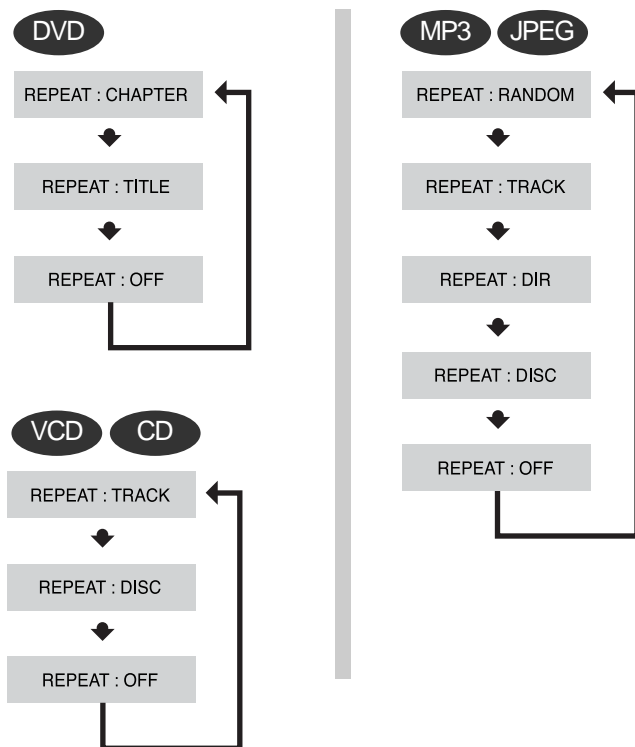 DVD
REPEAT : CHAPTER
REPEAT : TITLE
REPEAT : OFF
VCD CD
REPEAT : TRACK
REPEAT : DISC
REPEAT : OFF
MP3 JPEG
REPEAT : RANDOM
REPEAT : TRACK
REPEAT : DIR
REPEAT : DISC
REPEAT : OFF